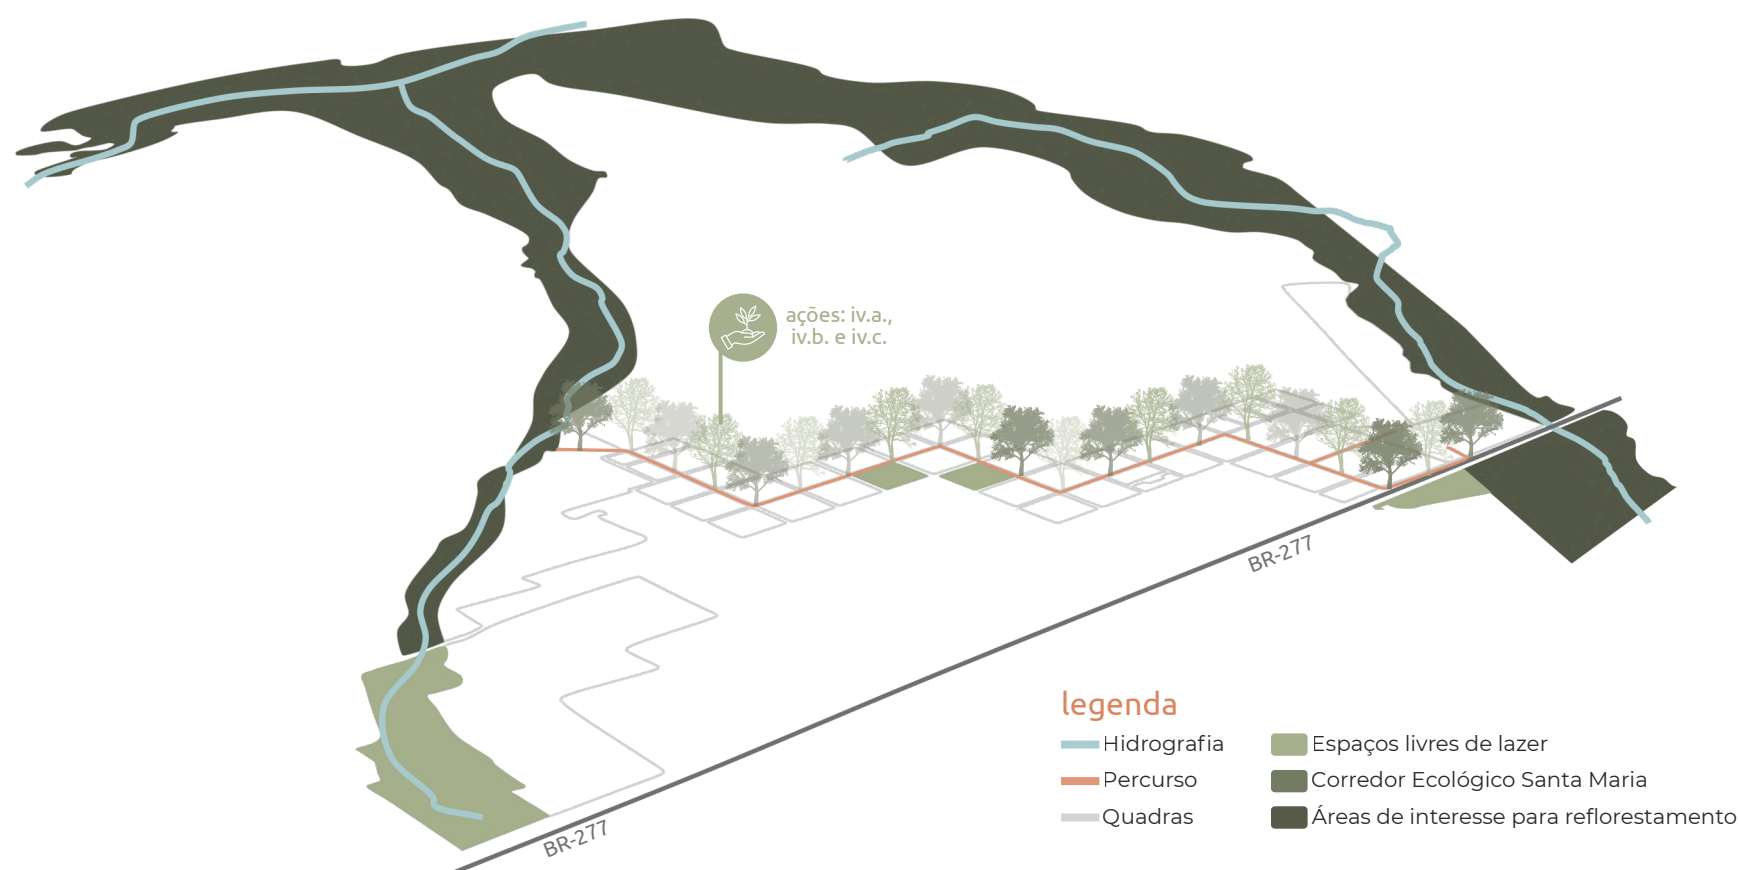 ações: iv.a.,
iv.b. e iv.c.
BR-277
BR-277
legenda
Hidrografia
Percurso
Quadras
Espaços livres de lazer
Corredor Ecológico Santa Maria
Áreas de interesse para reflorestamento